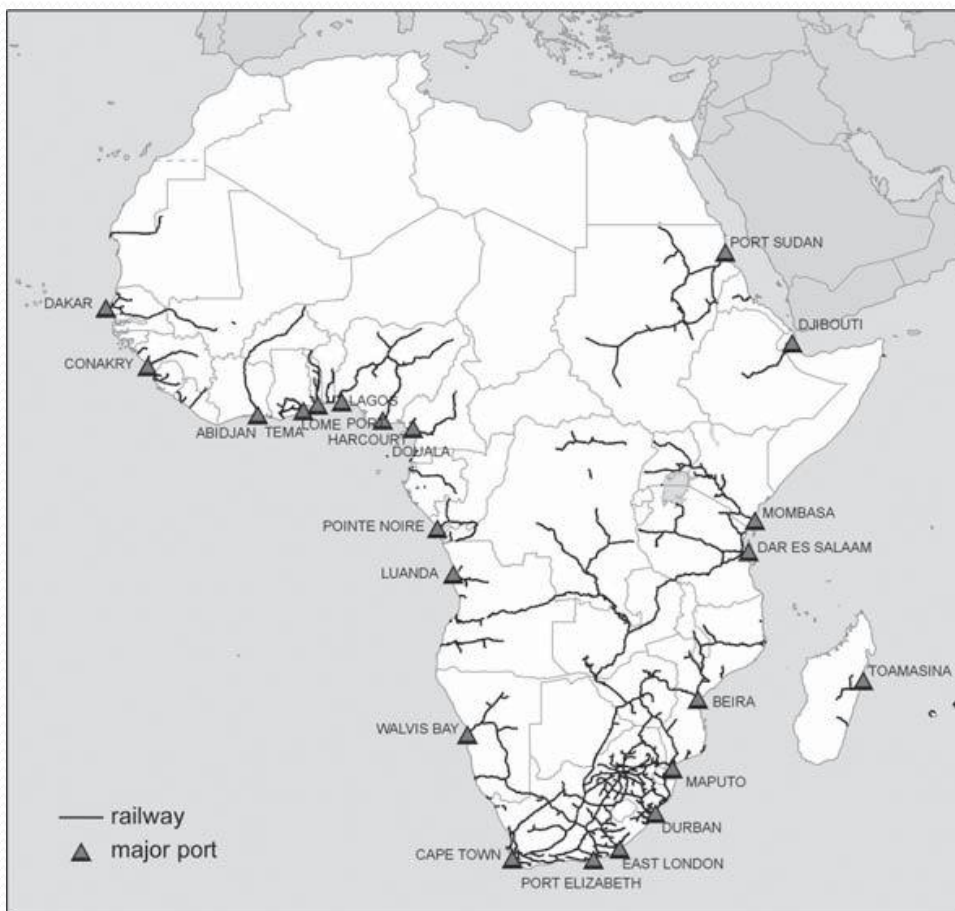 PORT SUDAN
DAKAR
DJIBOUTI
CONAKRY
LAGOS
ABIDJAN
TEMA
LOME
PORT
HARCOURT
DOUALA
POINTE NOIRE
MOMBASA
DAR ES SALAAM
LUANDA
TOAMASINA
BEIRA
WALVIS BAY
MAPUTO
railway
major port
DURBAN
CAPE TOWN
EAST LONDON
PORT ELIZABETH